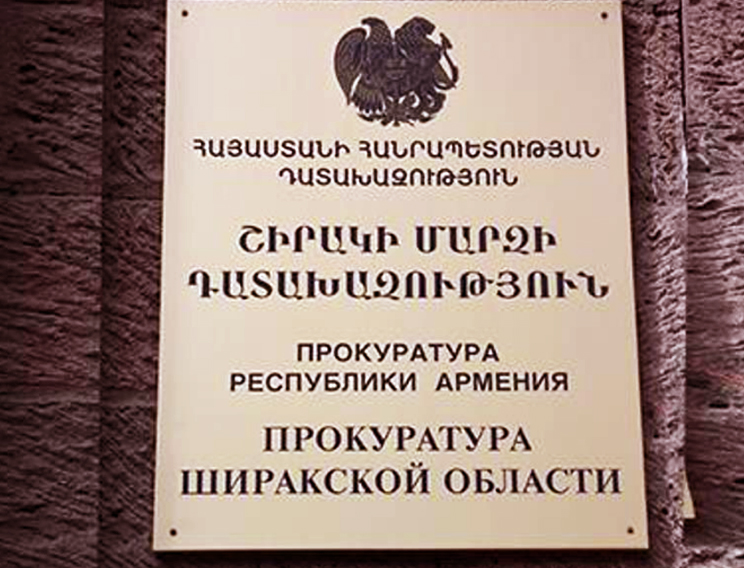 ՀԱՅԱՍՏԱՆԻ ՀԱՆՐԱՊԵՏՈՒԹՅԱՆ
ԴԱՏԱԽԱԶՈՒԹՅՈՒՆ
ՇԻՐԱԿԻ ՄԱՐԶԻ
ԴԱՏԱԽԱԶՈՒԹՅՈՒՆ
ПРОКУРАТУРА
РЕСПУБЛИКИ АРМЕНИЯ
ПРОКУРАТУРА
ШИРАКСКОЙ ОБЛАСТИ